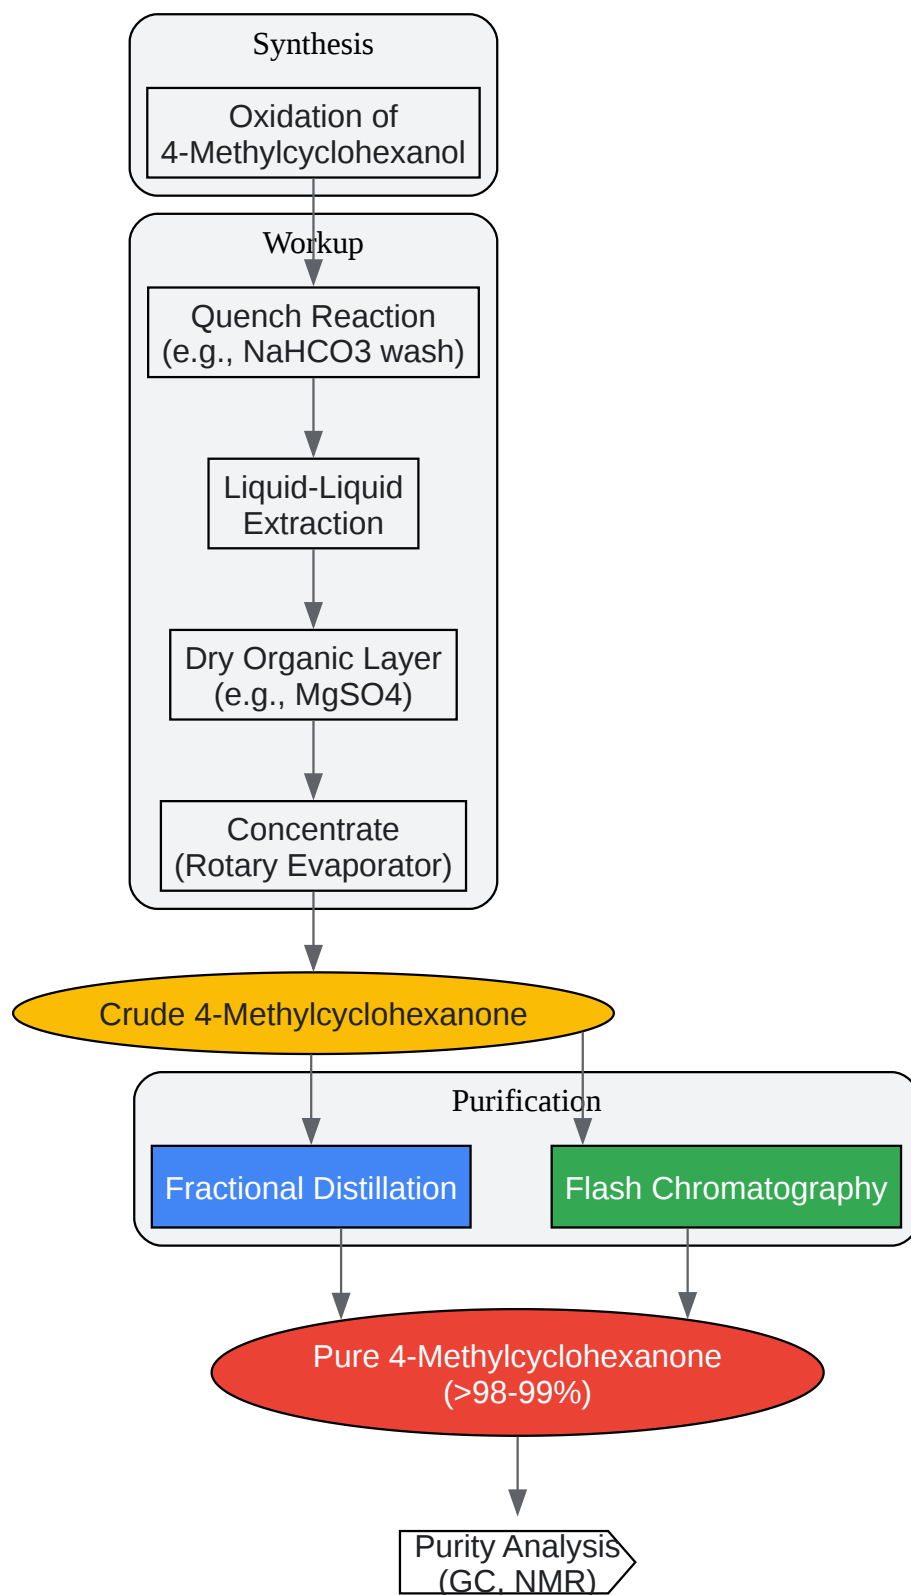 Synthesis
Oxidation of
4-Methylcyclohexanol
Workup
Quench Reaction
(e.g., NaHCO3 wash)
Liquid-Liquid
Extraction
Dry Organic Layer
(e.g., MgSO4)
Concentrate
(Rotary Evaporator)
Crude 4-Methylcyclohexanone
Purification
Fractional Distillation
Flash Chromatography
Pure 4-Methylcyclohexanone
(>98-99%)
Purity Analysis
(GC, NMR)